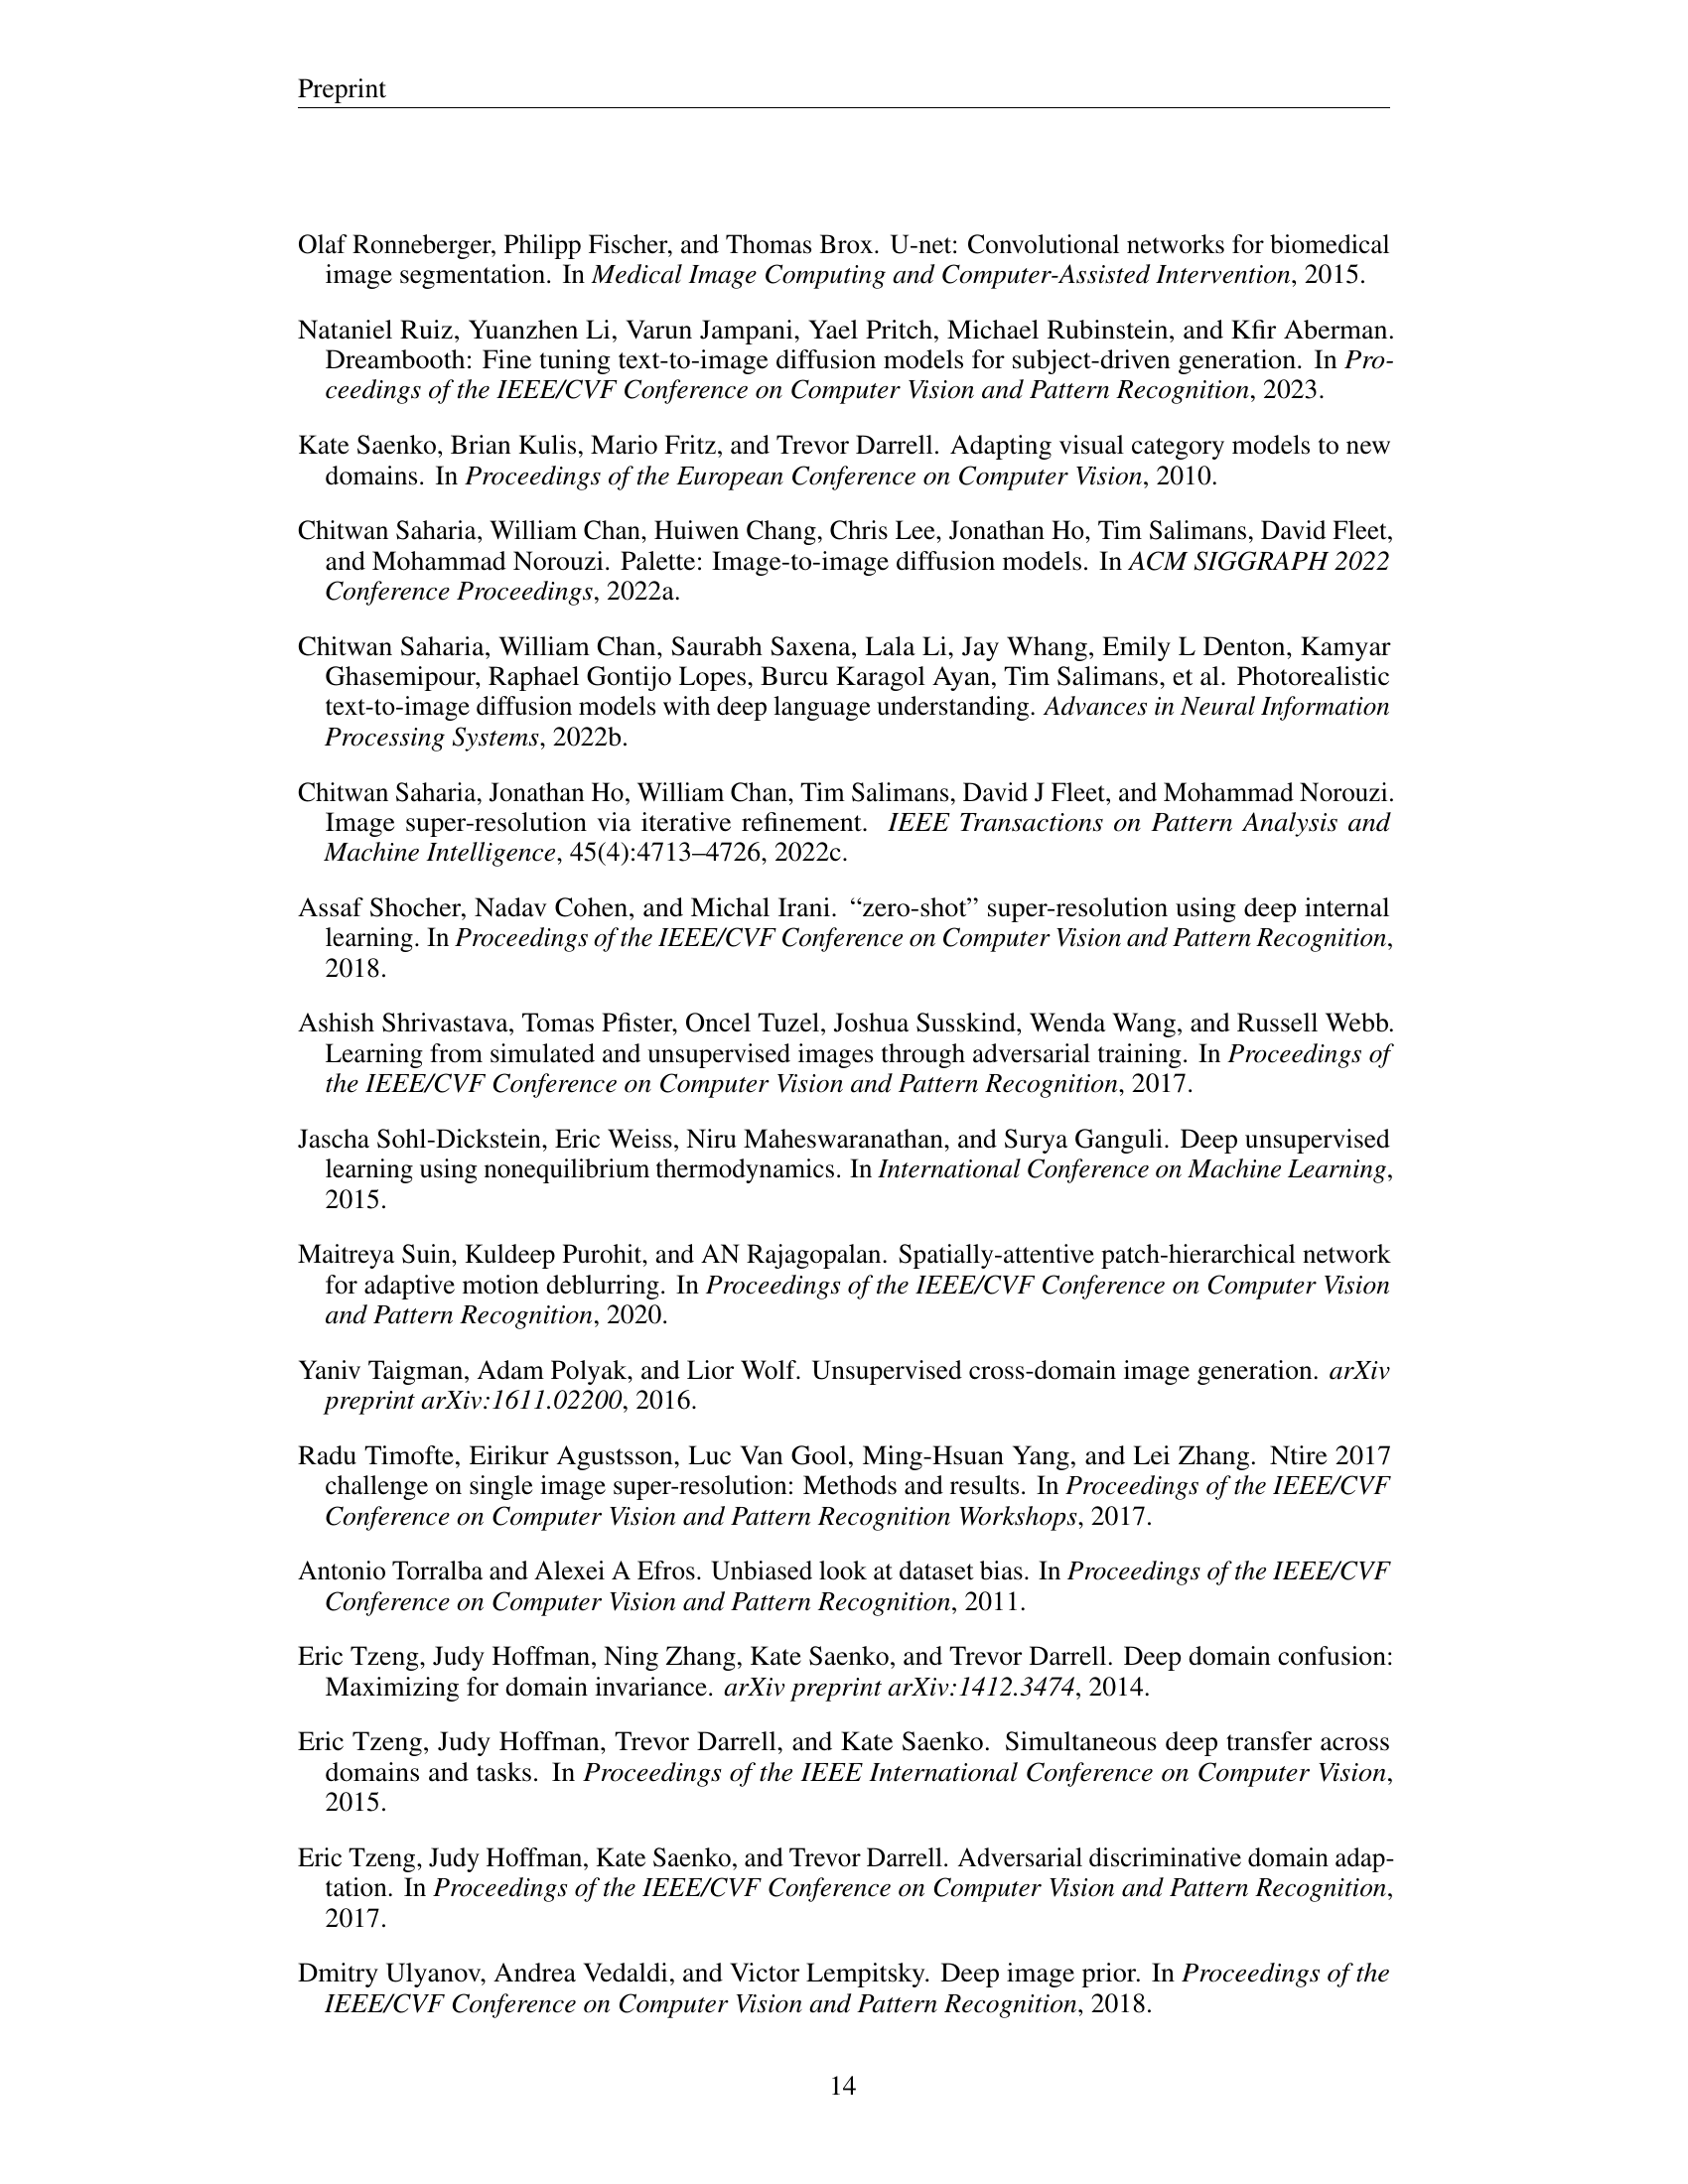 Preprint
Olaf Ronneberger, Philipp Fischer, and Thomas Brox. U-net: Convolutional networks for biomedical
image segmentation. In Medical Image Computing and Computer-Assisted Intervention, 2015.
Nataniel Ruiz, Yuanzhen Li, Varun Jampani, Yael Pritch, Michael Rubinstein, and Kfir Aberman.
Dreambooth: Fine tuning text-to-image diffusion models for subject-driven generation. In Pro-
ceedings of the IEEE/CVF Conference on Computer Vision and Pattern Recognition, 2023.
Kate Saenko, Brian Kulis, Mario Fritz, and Trevor Darrell. Adapting visual category models to new
domains. In Proceedings of the European Conference on Computer Vision, 2010.
Chitwan Saharia, William Chan, Huiwen Chang, Chris Lee, Jonathan Ho, Tim Salimans, David Fleet,
and Mohammad Norouzi. Palette: Image-to-image diffusion models. In ACM SIGGRAPH 2022
Conference Proceedings, 2022a.
Chitwan Saharia, William Chan, Saurabh Saxena, Lala Li, Jay Whang, Emily L Denton, Kamyar
Ghasemipour, Raphael Gontijo Lopes, Burcu Karagol Ayan, Tim Salimans, et al. Photorealistic
text-to-image diffusion models with deep language understanding. Advances in Neural Information
Processing Systems, 2022b.
Chitwan Saharia, Jonathan Ho, William Chan, Tim Salimans, David J Fleet, and Mohammad Norouzi.
Image super-resolution via iterative refinement. IEEE Transactions on Pattern Analysis and
Machine Intelligence, 45(4):4713–4726, 2022c.
Assaf Shocher, Nadav Cohen, and Michal Irani. “zero-shot” super-resolution using deep internal
learning. In Proceedings of the IEEE/CVF Conference on Computer Vision and Pattern Recognition,
2018.
Ashish Shrivastava, Tomas Pfister, Oncel Tuzel, Joshua Susskind, Wenda Wang, and Russell Webb.
Learning from simulated and unsupervised images through adversarial training. In Proceedings of
the IEEE/CVF Conference on Computer Vision and Pattern Recognition, 2017.
Jascha Sohl-Dickstein, Eric Weiss, Niru Maheswaranathan, and Surya Ganguli. Deep unsupervised
learning using nonequilibrium thermodynamics. In International Conference on Machine Learning,
2015.
Maitreya Suin, Kuldeep Purohit, and AN Rajagopalan. Spatially-attentive patch-hierarchical network
for adaptive motion deblurring. In Proceedings of the IEEE/CVF Conference on Computer Vision
and Pattern Recognition, 2020.
Yaniv Taigman, Adam Polyak, and Lior Wolf. Unsupervised cross-domain image generation. arXiv
preprint arXiv:1611.02200, 2016.
Radu Timofte, Eirikur Agustsson, Luc Van Gool, Ming-Hsuan Yang, and Lei Zhang. Ntire 2017
challenge on single image super-resolution: Methods and results. In Proceedings of the IEEE/CVF
Conference on Computer Vision and Pattern Recognition Workshops, 2017.
Antonio Torralba and Alexei A Efros. Unbiased look at dataset bias. In Proceedings of the IEEE/CVF
Conference on Computer Vision and Pattern Recognition, 2011.
Eric Tzeng, Judy Hoffman, Ning Zhang, Kate Saenko, and Trevor Darrell. Deep domain confusion:
Maximizing for domain invariance. arXiv preprint arXiv:1412.3474, 2014.
Eric Tzeng, Judy Hoffman, Trevor Darrell, and Kate Saenko. Simultaneous deep transfer across
domains and tasks. In Proceedings of the IEEE International Conference on Computer Vision,
2015.
Eric Tzeng, Judy Hoffman, Kate Saenko, and Trevor Darrell. Adversarial discriminative domain adap-
tation. In Proceedings of the IEEE/CVF Conference on Computer Vision and Pattern Recognition,
2017.
Dmitry Ulyanov, Andrea Vedaldi, and Victor Lempitsky. Deep image prior. In Proceedings of the
IEEE/CVF Conference on Computer Vision and Pattern Recognition, 2018.
14